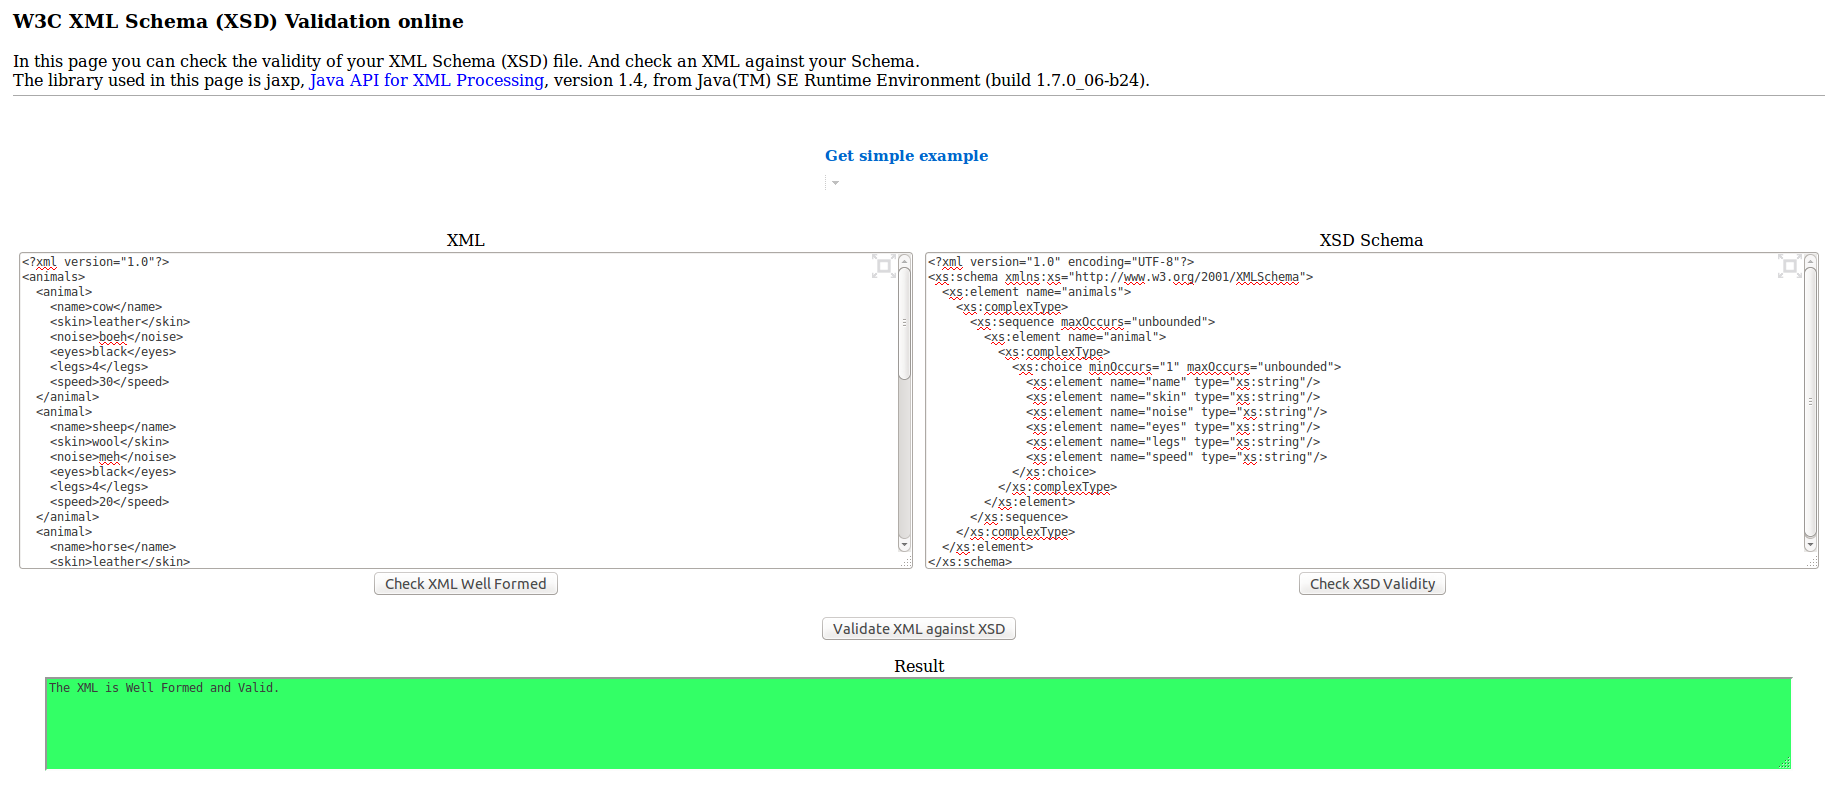 W3C XML Schema (XSD) Validation online
In this page you can check the validity of your XML Schema (XSD) file. And check an XML against your Schema.
The library used in this page is jaxp, Java API for XML Processing, version 1.4, from Java(TM) SE Runtime Environment (build 1.7.0_06-b24).
Get simple example
XML
<?xml version="1.0"?>
<animals>
  <animal>
    <name>cow</name>
    <skin>leather</skin>
    <noise>boeh</noise>
    <eyes>black</eyes>
    <legs>4</legs>
    <speed>30</speed>
  </animal>
  <animal>
    <name>sheep</name>
    <skin>wool</skin>
    <noise>meh</noise>
    <eyes>black</eyes>
    <legs>4</legs>
    <speed>20</speed>
  </animal>
  <animal>
    <name>horse</name>
    <skin>leather</skin>
Check XML Well Formed
XSD Schema
<?xml version="1.0" encoding="UTF-8"?>
<xs:schema xmlns:xs="http://www.w3.org/2001/XMLSchema">
  <xs:element name="animals">
    <xs:complexType>
      <xs:sequence maxOccurs="unbounded">
        <xs:element name="animal">
          <xs:complexType>
            <xs:choice minOccurs="1" maxOccurs="unbounded">
              <xs:element name="name" type="xs:string"/>
              <xs:element name="skin" type="xs:string"/>
              <xs:element name="noise" type="xs:string"/>
              <xs:element name="eyes" type="xs:string"/>
              <xs:element name="legs" type="xs:string"/>
              <xs:element name="speed" type="xs:string"/>
            </xs:choice>
          </xs:complexType>
        </xs:element>
      </xs:sequence>
    </xs:complexType>
  </xs:element>
</xs:schema>
Check XSD Validity
Validate XML against XSD
Result
The XML is Well Formed and Valid.